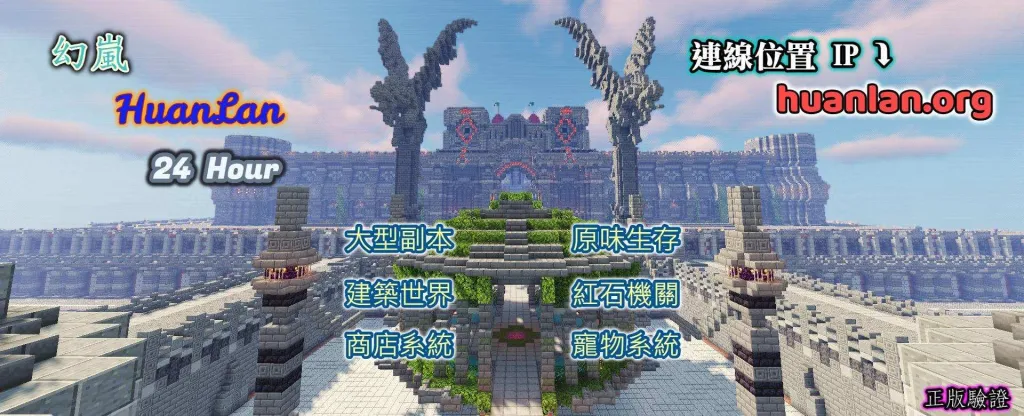 幻嵐
HuanLan
24 Hour
連線位置 IP ⤵
huanlan.org
大型副本
原味生存
建築世界
紅石機關
商店系統
寵物系統
正版驗證